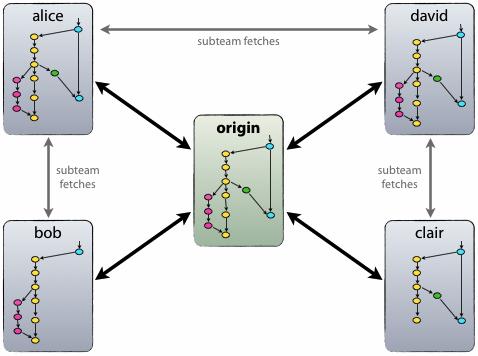 alice
david
subteam fetches
origin
subteam
fetches
subteam
fetches
bob
clair